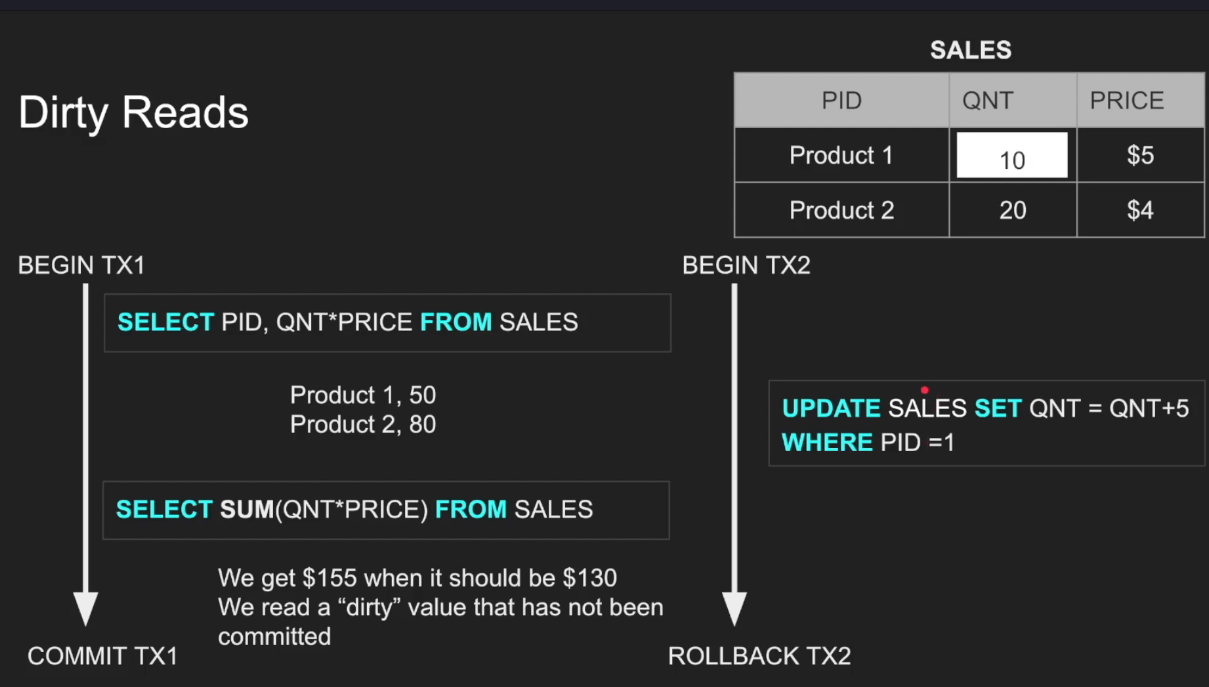 SALES
Dirty Reads
PID QNT PRICE
Product 1 10 $5
Product 2 20 $4
BEGIN TX1
BEGIN TX2
SELECT PID, QNT*PRICE FROM SALES
Product 1, 50
Product 2, 80
UPDATE SALES SET QNT = QNT+5
WHERE PID =1
SELECT SUM(QNT*PRICE) FROM SALES
We get $155 when it should be $130
We read a “dirty” value that has not been
committed
COMMIT TX1
ROLLBACK TX2